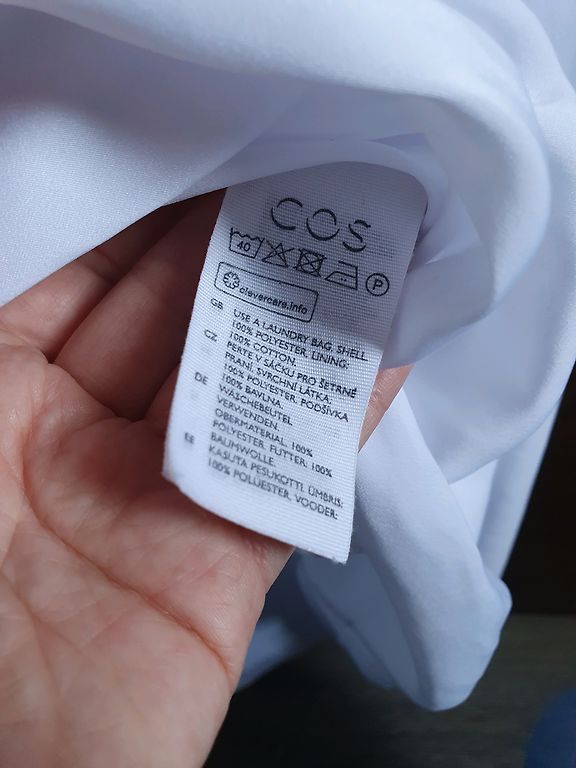 COS
40
P
clevercare.info
GB USE A LAUNDRY BAG. SHELL:
100% POLYESTER. LINING:
100% COTTON.
CZ PERTE V SÁČKU PRO ŠETRNÉ
PRANÍ. SVRCHNÍ LÁTKA.
100% POLYESTER. PODŠÍVKA
100% BAVLNA.
DE WASCHEBEUTEL
VERWENDEN.
OBERMATERIAL. 100%
POLYESTER. FUTTER. 100%
BAUMWOLLE.
EE KASUTA PESUKOTTI. ÜMBRIS:
100% POLÜESTER. VOODER: